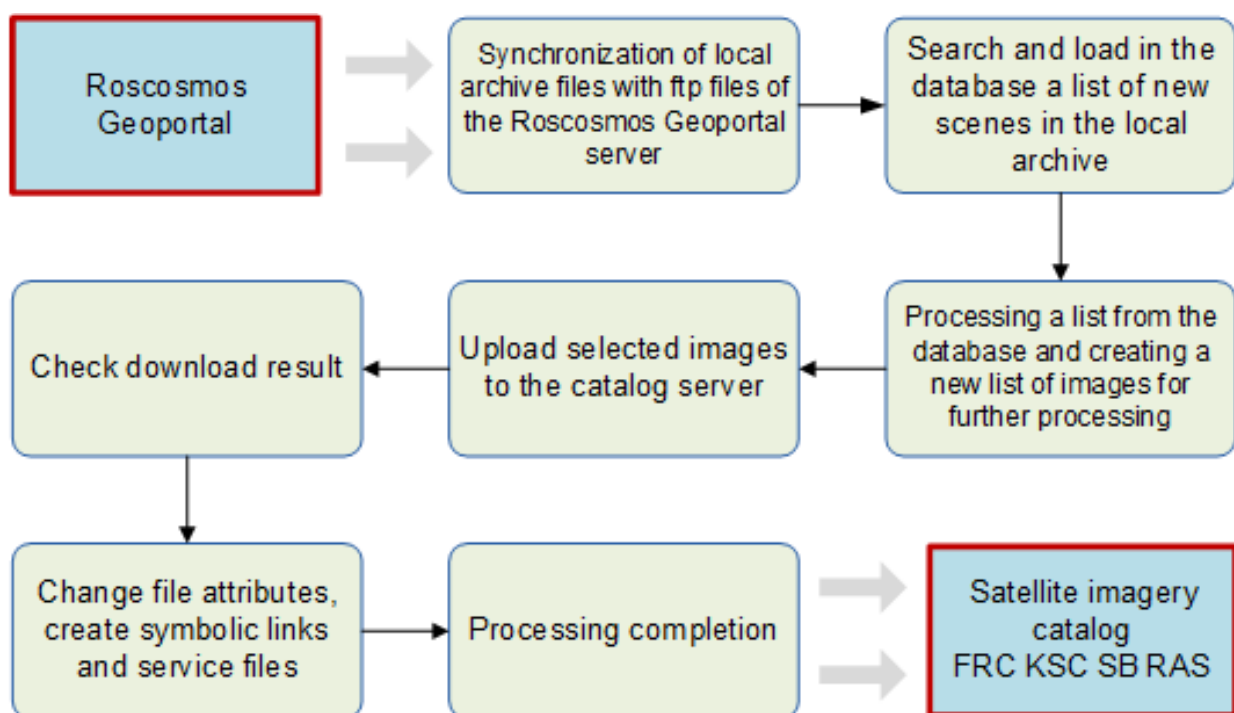 Roscosmos
Geoportal
Synchronization of local
archive files with ftp files of
the Roscosmos Geoportal
server
Search and load in the
database a list of new
scenes in the local
archive
Processing a list from the
database and creating a
new list of images for
further processing
Upload selected images
to the catalog server
Check download result
Change file attributes,
create symbolic links
and service files
Processing completion
Satellite imagery
catalog
FRC KSC SB RAS